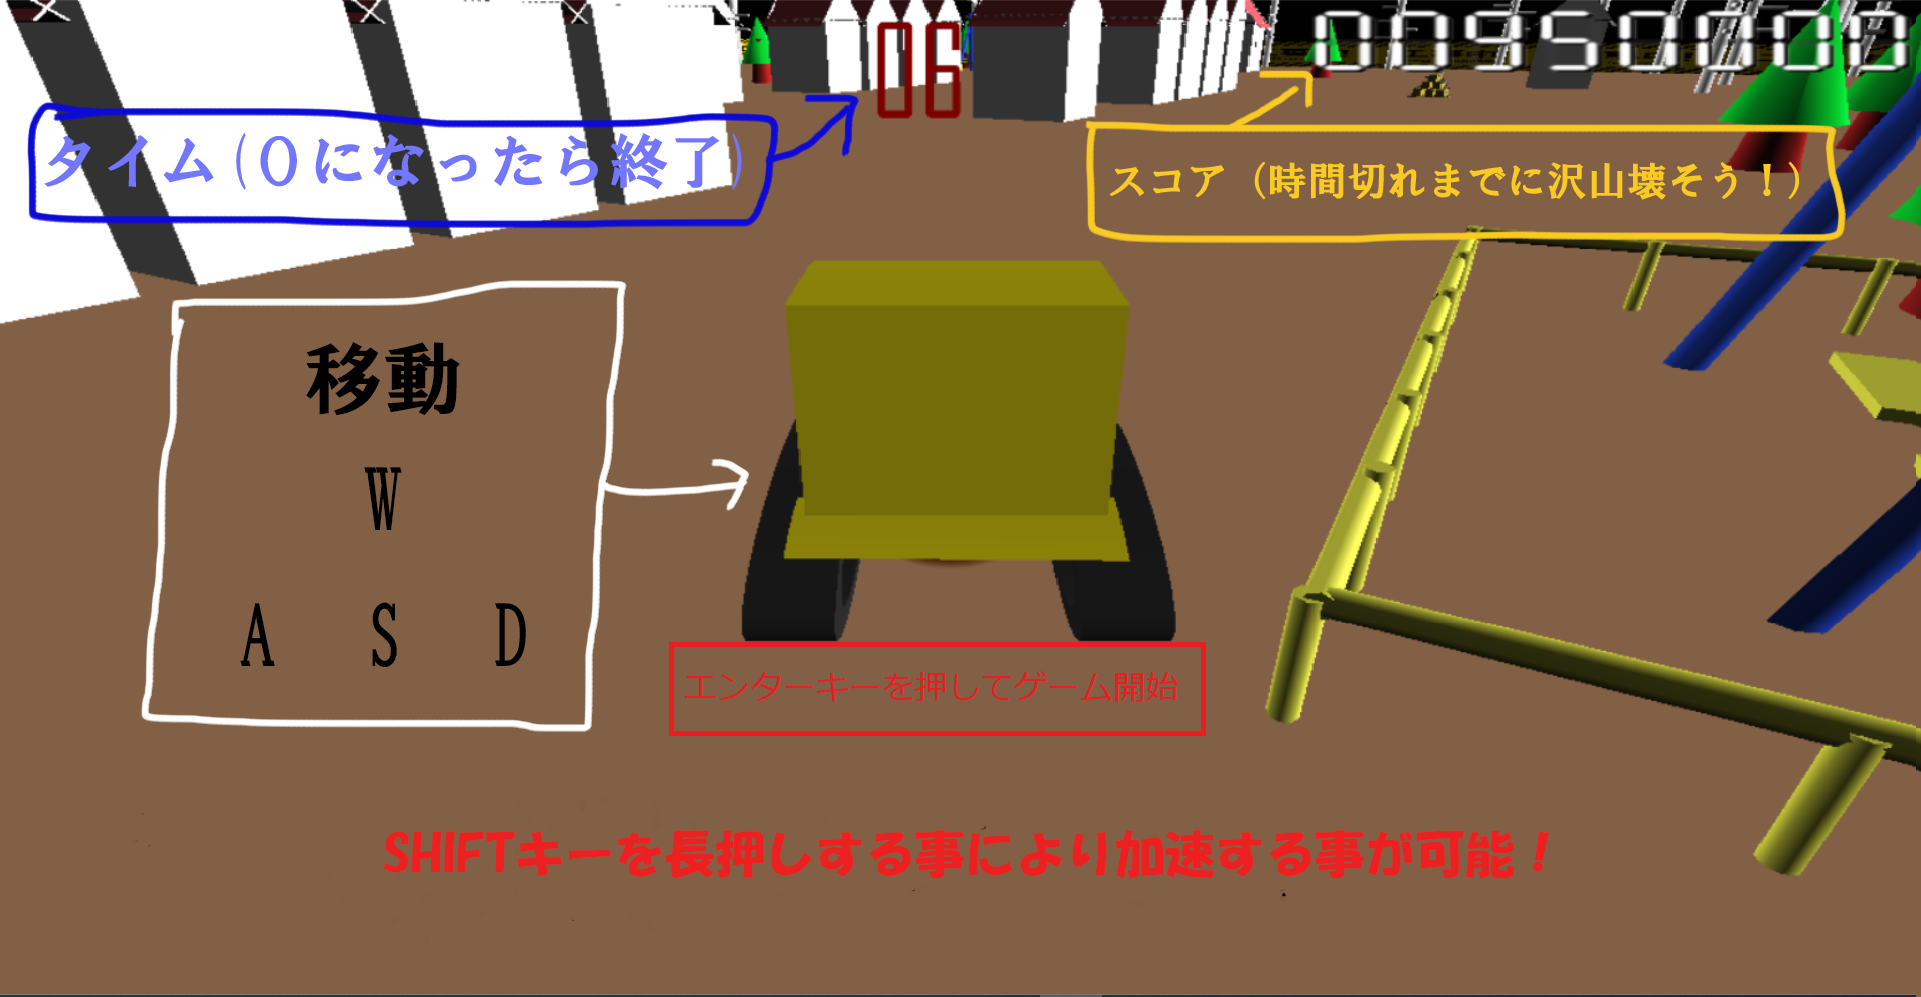 06
00950000
タイム(0になったら終了)
スコア (時間切れまでに沢山壊そう！)
移動
W
A S D
エンターキーを押してゲーム開始
SHIFTキーを長押しする事により加速する事が可能！